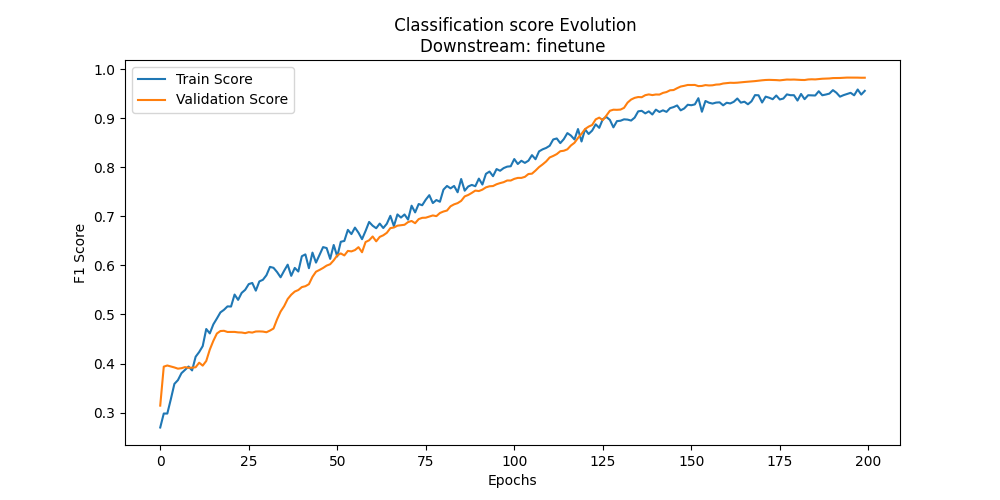 Classification score Evolution
Downstream: finetune
Train Score
Validation Score
1.0
0.9
0.8
0.7
0.6
0.5
0.4
0.3
F1 Score
0 25 50 75 100 125 150 175 200
Epochs